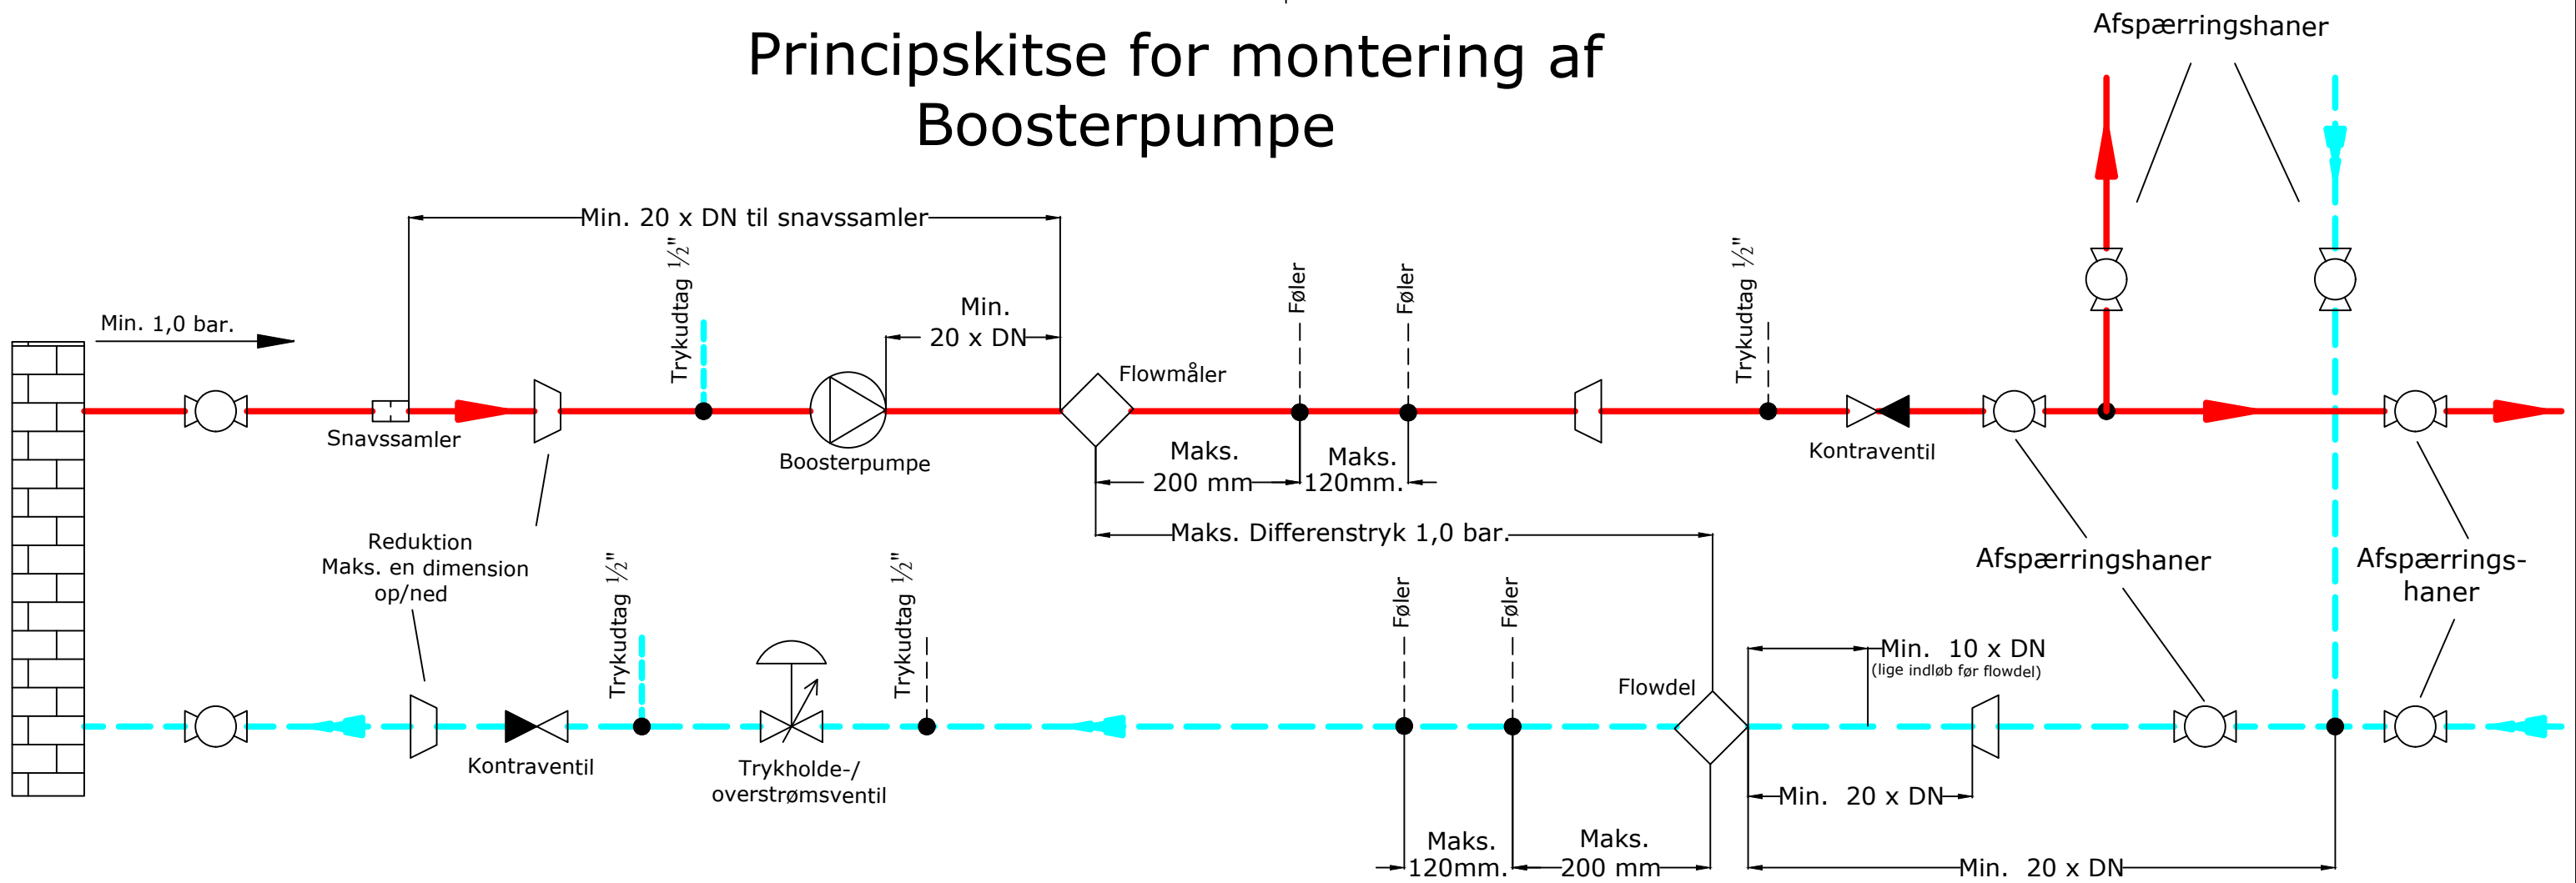 Principskitse for montering af
Boosterpumpe
Afspærringshaner
Min. 20 x DN til snavssamler
Trykudtag ½"
Min.
20 x DN
Føler
Føler
Trykudtag ½"
Min. 1,0 bar.
Flowmåler
Snavssamler
Boosterpumpe
Maks.
200 mm
Maks.
120mm.
Kontraventil
Maks. Differenstryk 1,0 bar.
Reduktion
Maks. en dimension
op/ned
Afspærringshaner
Afspærrings-
haner
Trykudtag ½"
Trykudtag ½"
Føler
Føler
Flowdel
Min. 10 x DN
(lige indløb før flowdel)
Kontraventil
Trykholde-/
overstrømsventil
Min. 20 x DN
Maks.
120mm.
Maks.
200 mm
Min. 20 x DN